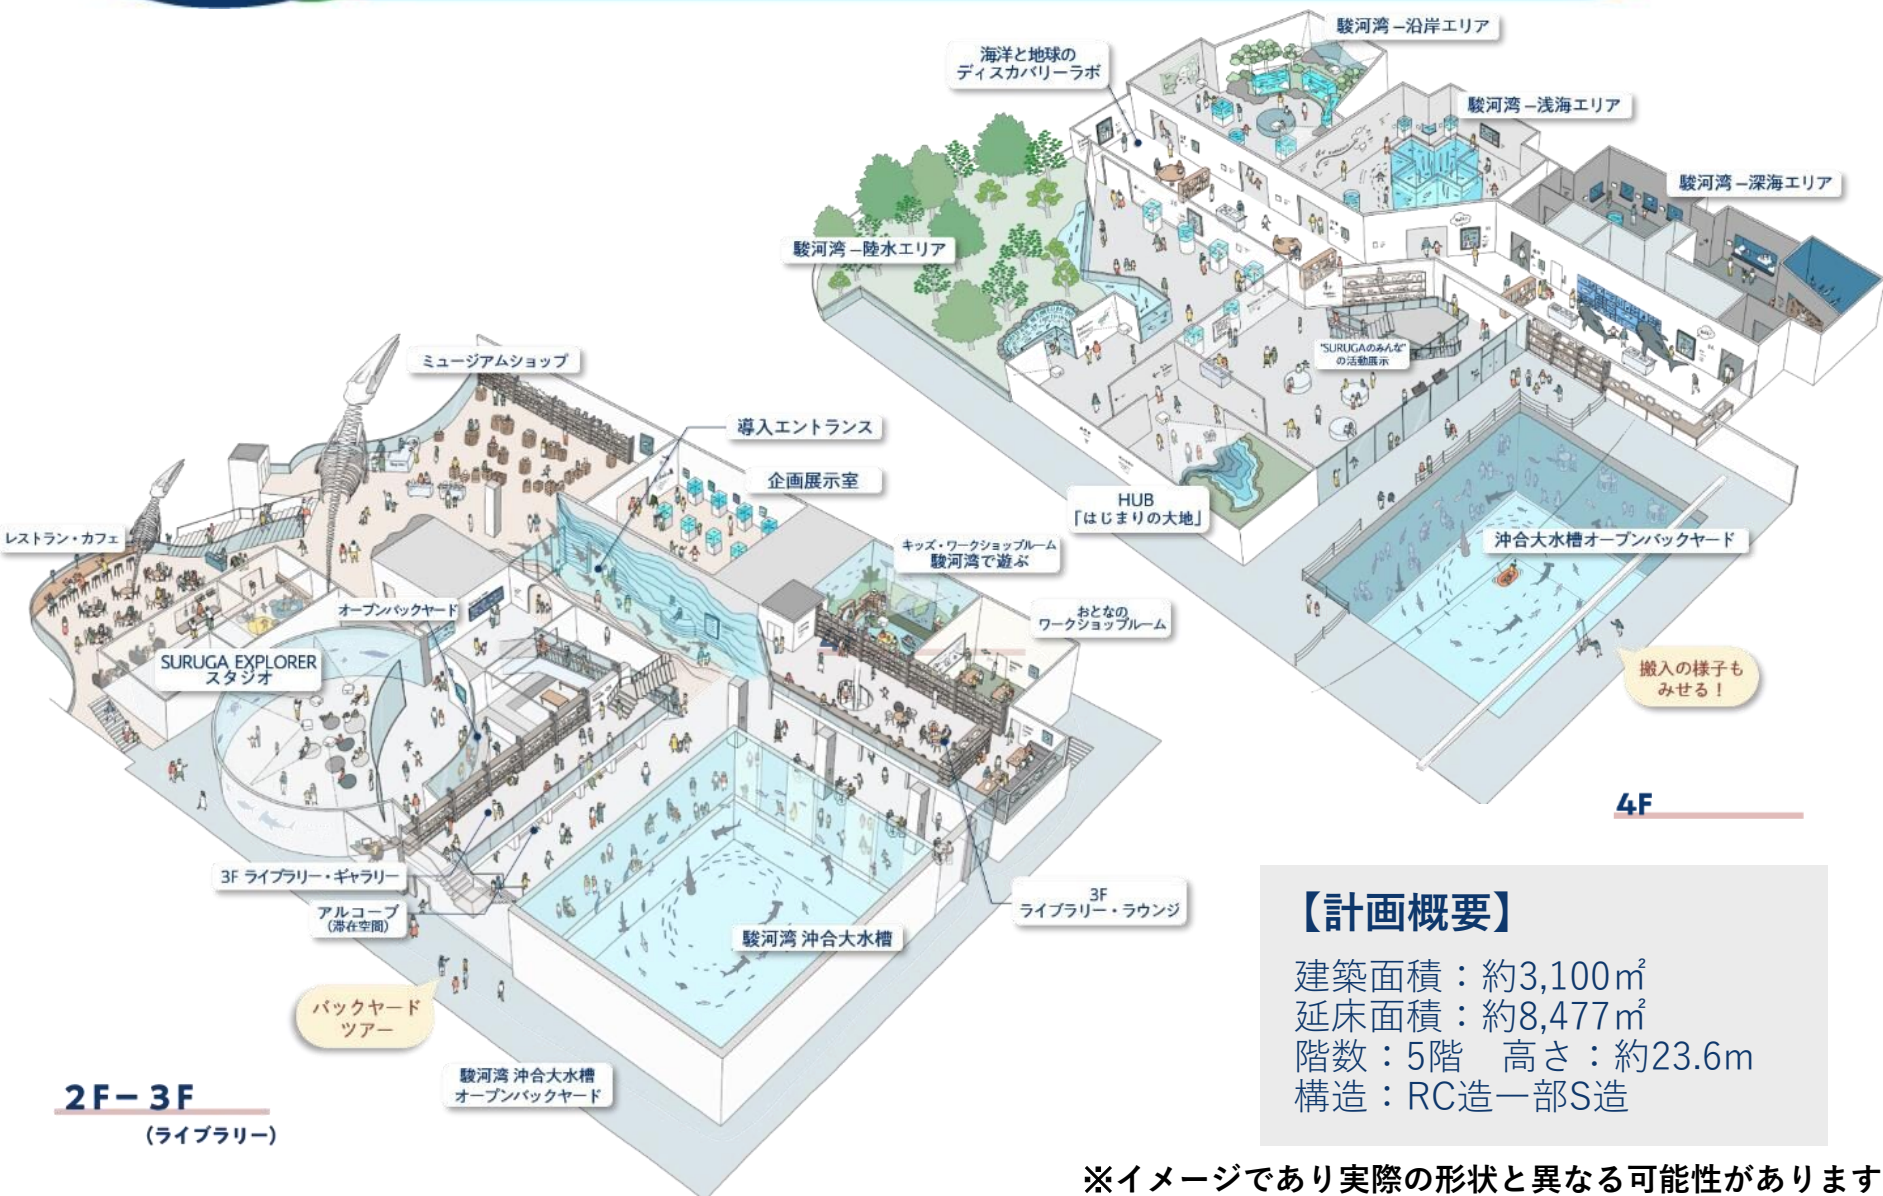 駿河湾 ー沿岸エリア
海洋と地球の
ディスカバリーラボ
駿河湾 ー浅海エリア
駿河湾 ー深海エリア
駿河湾 ー陸水エリア
"SURUGAのみんな"
の活動展示
HUB
「はじまりの大地」
沖合大水槽オープンバックヤード
搬入の様子も
みせる!
4F
ミュージアムショップ
導入エントランス
企画展示室
レストラン・カフェ
キッズ・ワークショップルーム
駿河湾で遊ぶ
オープンバックヤード
おとなの
ワークショップルーム
SURUGA EXPLORER
スタジオ
3F ライブラリー・ギャラリー
アルコーブ
(滞在空間)
3F
ライブラリー・ラウンジ
駿河湾 沖合大水槽
バックヤード
ツアー
駿河湾 沖合大水槽
オープンバックヤード
2Fー3F
(ライブラリー)
【計画概要】
建築面積:約3,100㎡
延床面積:約8,477㎡
階数:5階 高さ:約23.6m
構造:RC造一部S造
※イメージであり実際の形状と異なる可能性があります